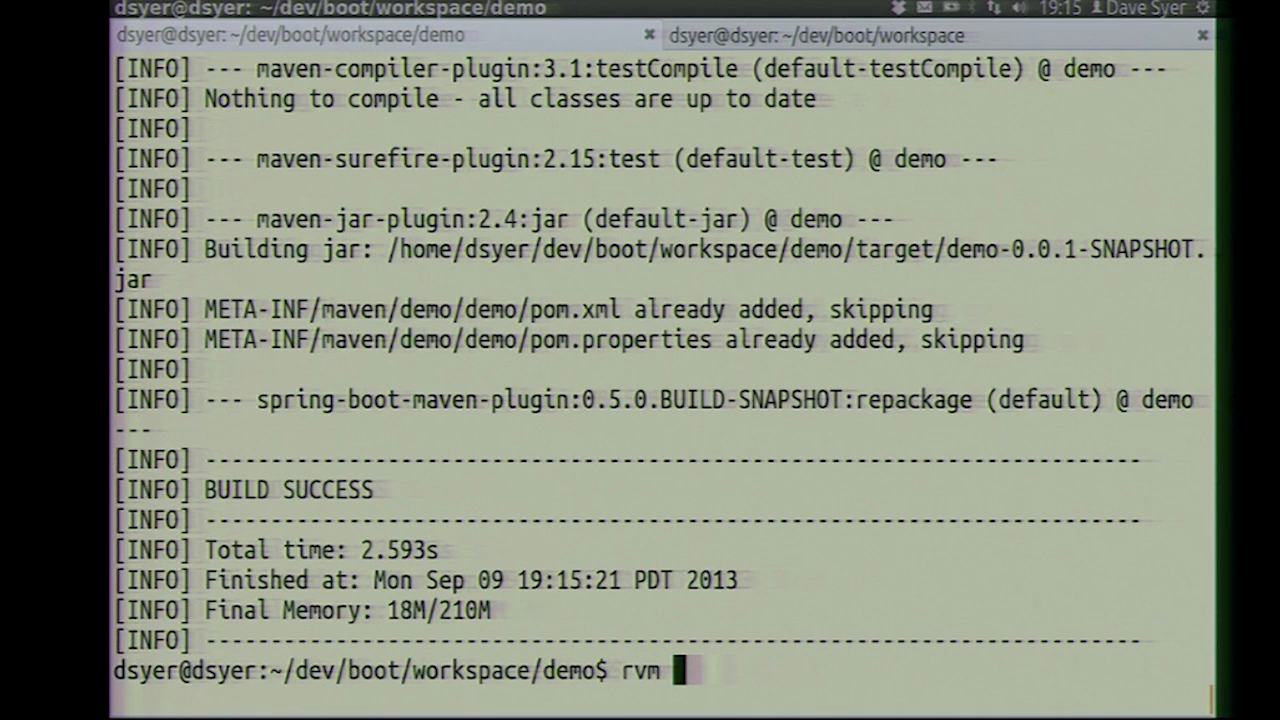 dsyer@dsyer: ~/dev/boot/workspace/demo 19:15 Dave Syer
dsyer@dsyer: ~/dev/boot/workspace/demo dsyer@dsyer: ~/dev/boot/workspace
[INFO] --- maven-compiler-plugin:3.1:testCompile (default-testCompile) @ demo ---
[INFO] Nothing to compile - all classes are up to date
[INFO]
[INFO] --- maven-surefire-plugin:2.15:test (default-test) @ demo ---
[INFO]
[INFO] --- maven-jar-plugin:2.4:jar (default-jar) @ demo ---
[INFO] Building jar: /home/dsyer/dev/boot/workspace/demo/target/demo-0.0.1-SNAPSHOT.
jar
[INFO] META-INF/maven/demo/demo/pom.xml already added, skipping
[INFO] META-INF/maven/demo/demo/pom.properties already added, skipping
[INFO]
[INFO] --- spring-boot-maven-plugin:0.5.0.BUILD-SNAPSHOT:repackage (default) @ demo
---
[INFO] ------------------------------------------------------------------------
[INFO] BUILD SUCCESS
[INFO] ------------------------------------------------------------------------
[INFO] Total time: 2.593s
[INFO] Finished at: Mon Sep 09 19:15:21 PDT 2013
[INFO] Final Memory: 18M/210M
[INFO] ------------------------------------------------------------------------
dsyer@dsyer:~/dev/boot/workspace/demo$ rvm